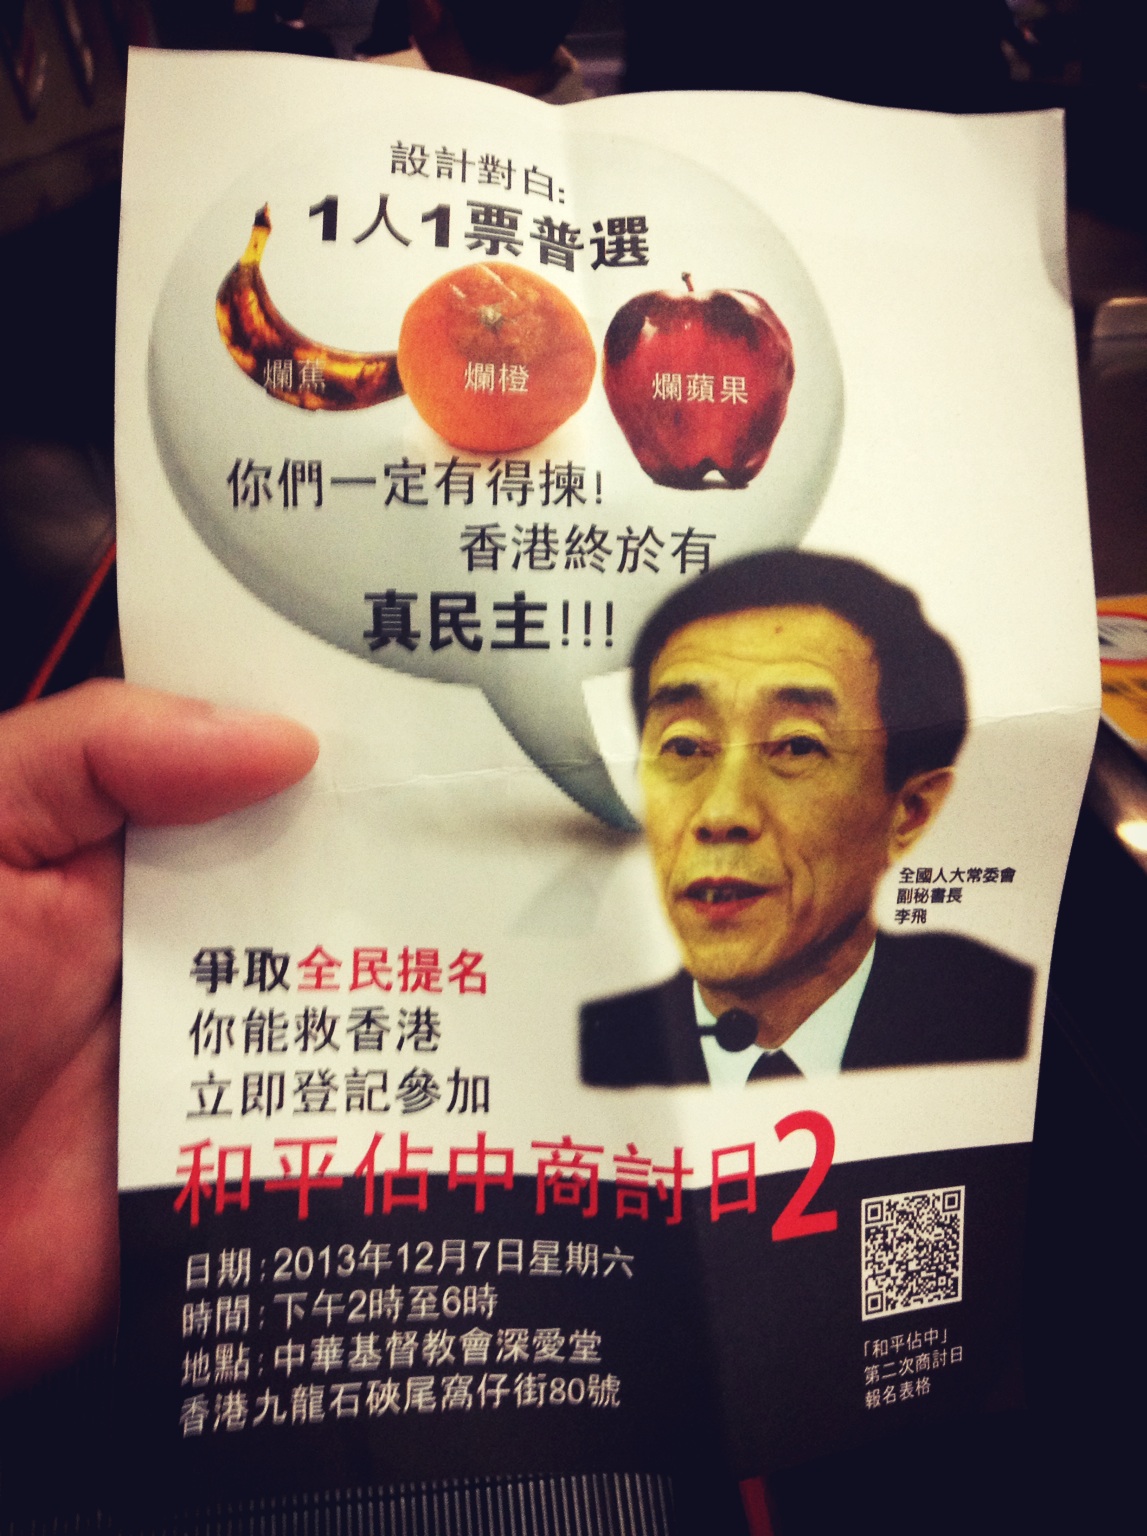 設計對白:
1人1票普選
爛蕉
爛橙
爛蘋果
你們一定有得揀!
香港終於有
真民主!!!
全國人大常委會
副秘書長
李飛
爭取全民提名
你能救香港
立即登記參加
和平佔中商討日2
日期:2013年12月7日星期六
時間:下午2時至6時
地點:中華基督教會深愛堂
香港九龍石硤尾窩仔街80號
「和平佔中」
第二次商討日
報名表格